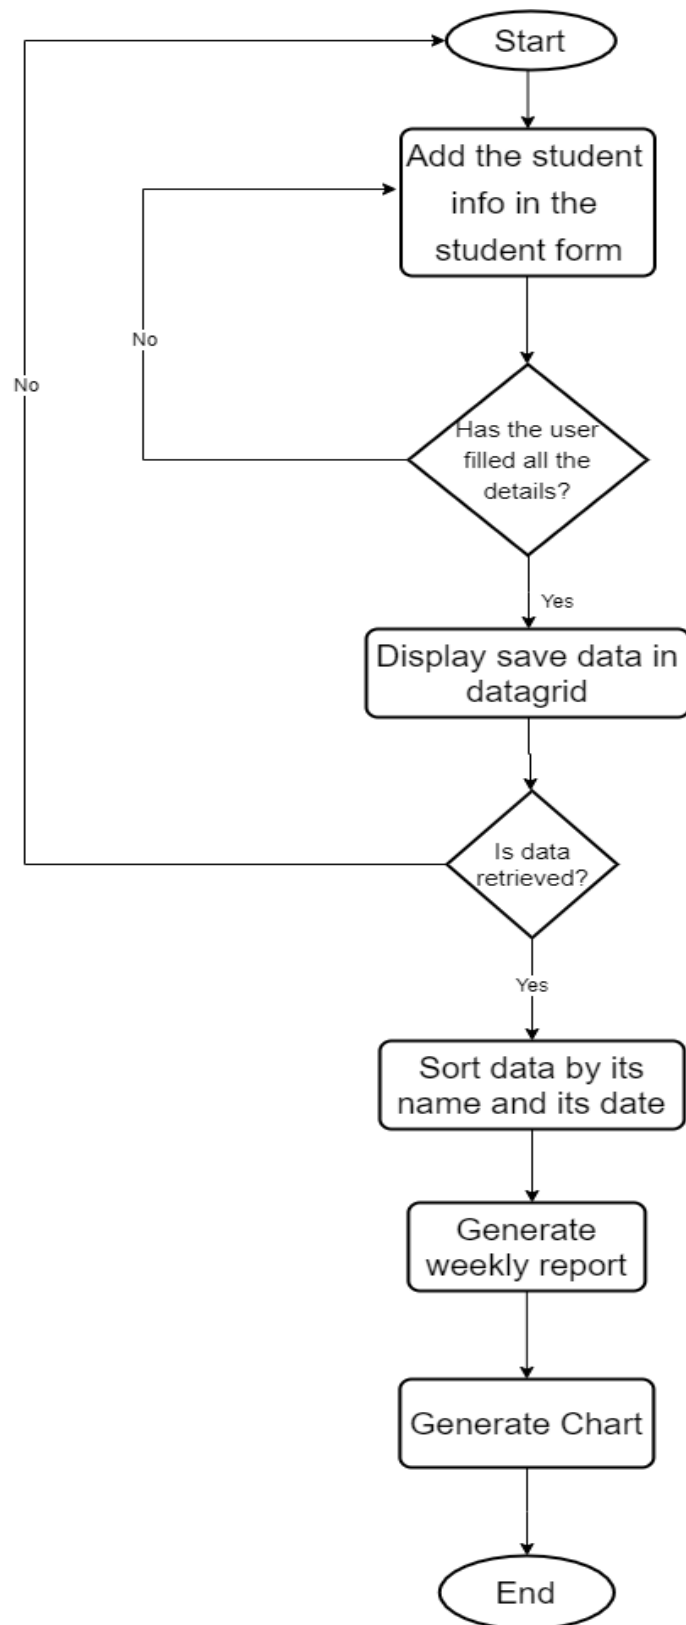 Start
Add the student
info in the
student form
No
No
Has the user
filled all the
details?
Yes
Display save data in
datagrid
Is data
retrieved?
Yes
Sort data by its
name and its date
Generate
weekly report
Generate Chart
End